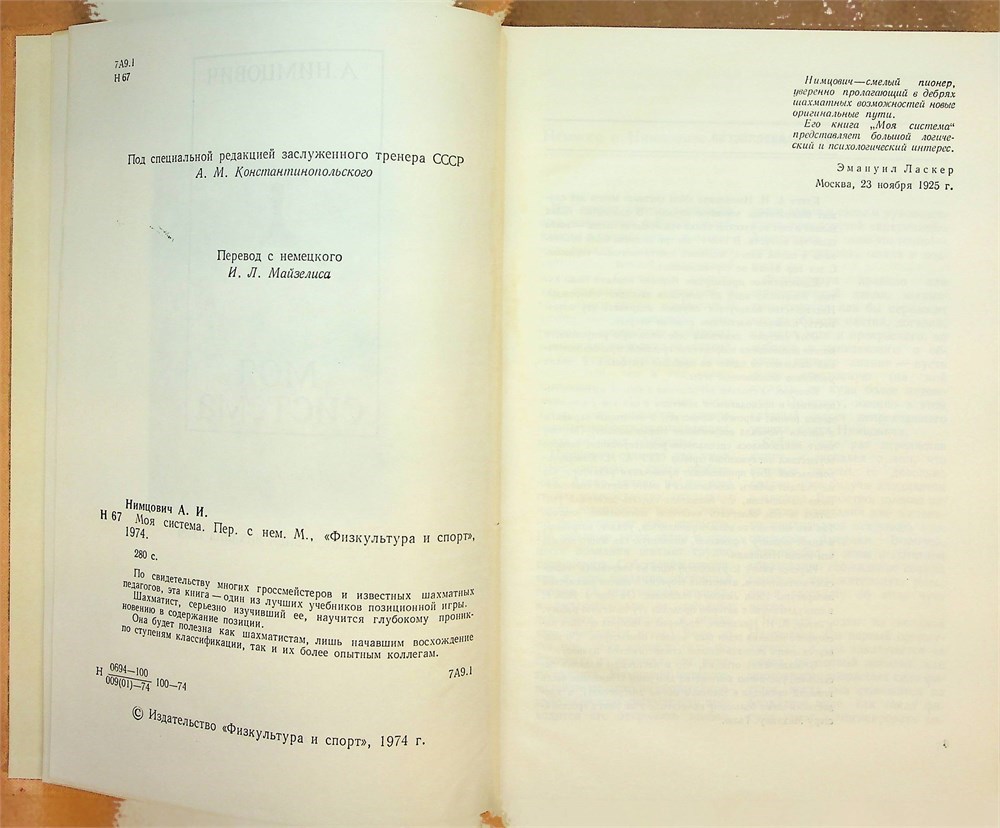 7А9.1
Н 67
Под специальной редакцией заслуженного тренера СССР
А. М. Константинопольского
Перевод с немецкого
И. Л. Майзелиса
Нимцович А. И.
Н 67 Моя система. Пер. с нем. М., «Физкультура и спорт»,
1974.
280 с.
По свидетельству многих гроссмейстеров и известных шахматных
педагогов, эта книга — один из лучших учебников позиционной игры.
Шахматист, серьезно изучивший ее, научится глубокому проник-
новению в содержание позиции.
Она будет полезна как шахматистам, лишь начавшим восхождение
по ступеням классификации, так и их более опытным коллегам.
Н 0694—100
009(01)—74 100—74
7А9.1
© Издательство «Физкультура и спорт», 1974 г.
Нимцович—смелый пионер,
уверенно пролагающий в дебрях
шахматных возможностей новые
оригинальные пути.
Его книга „Моя система“
представляет большой логиче-
ский и психологический интерес.
Эмануил Ласкер
Москва, 23 ноября 1925 г.